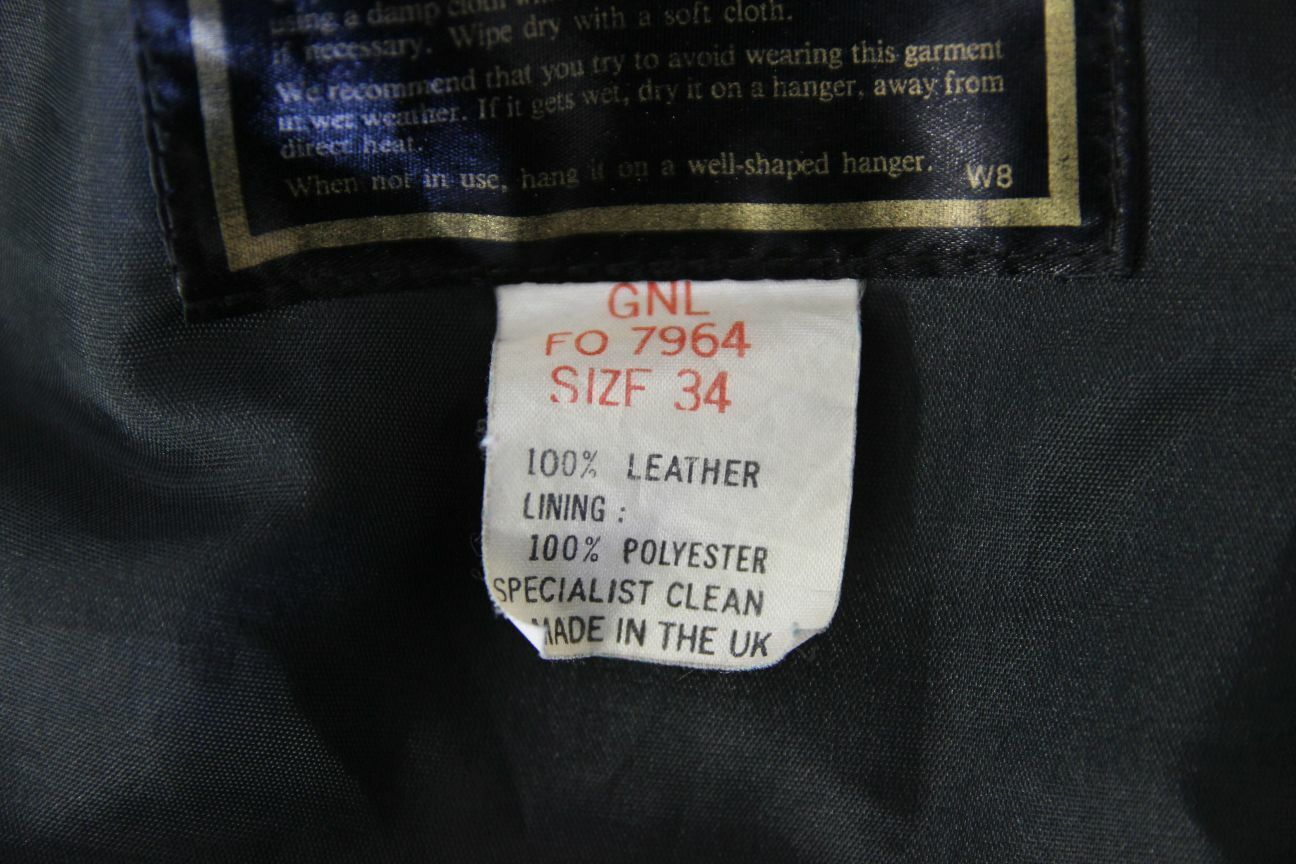 using a damp cloth
if necessary. Wipe dry with a soft cloth.
We recommend that you try to avoid wearing this garment
in wet weather. If it gets wet, dry it on a hanger, away from
direct heat.
When not in use, hang it on a well-shaped hanger.
W8
GNL
FO 7964
SIZE 34
100% LEATHER
LINING :
100% POLYESTER
SPECIALIST CLEAN
MADE IN THE UK